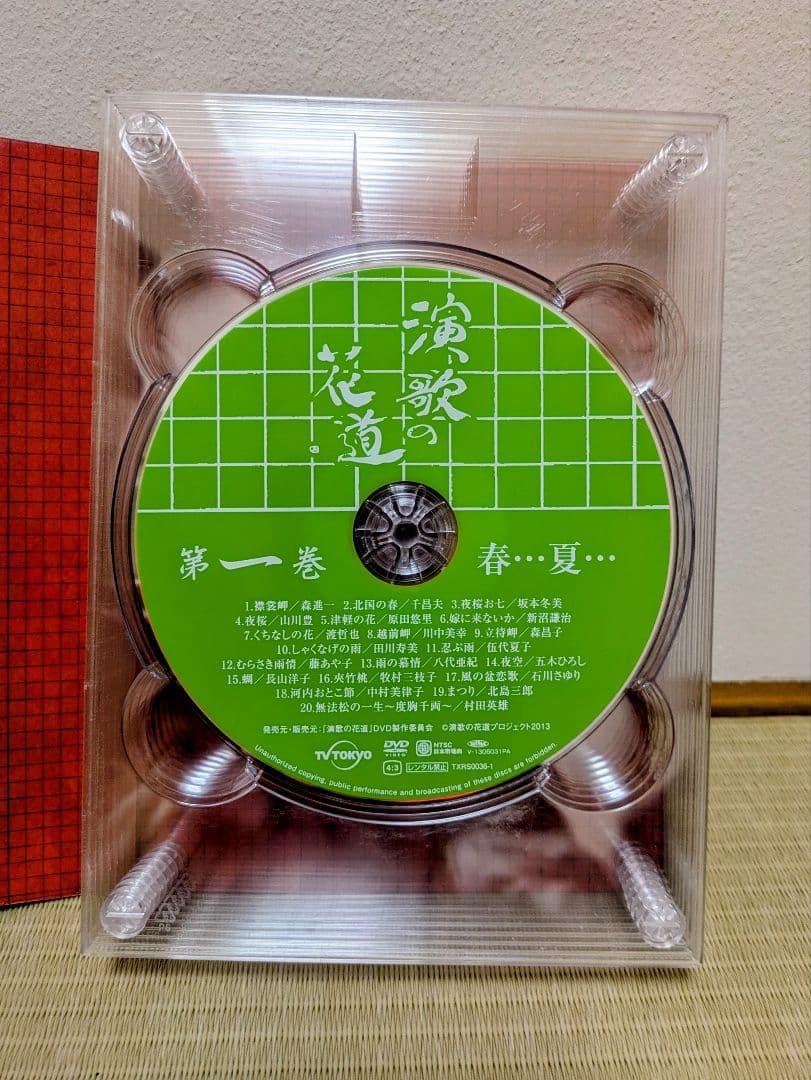 演歌の
花道
第一巻 春…夏…
1.襟裳岬／森進一 2.北国の春／千昌夫 3.夜桜お七／坂本冬美
4.夜桜／山川豊 5.津軽の花／原田悠里 6.嫁に来ないか／新沼謙治
7.くちなしの花／渡哲也 8.越前岬／川中美幸 9.立待岬／森昌子
10.しゃくなげの雨／田川寿美 11.忍ぶ雨／伍代夏子
12.むらさき雨情／藤あや子 13.雨の慕情／八代亜紀 14.夜空／五木ひろし
15.蜩／長山洋子 16.夾竹桃／牧村三枝子 17.風の盆恋歌／石川さゆり
18.河内おとこ節／中村美律子 19.まつり／北島三郎
20.無法松の一生～度胸千両～／村田英雄
発売元・販売元：「演歌の花道」DVD製作委員会 ©演歌の花道プロジェクト2013
TV TOKYO DVD VIDEO NTSC 日本市場向 V-1306031PA
4:3 レンタル禁止 TXRS0036-1
Unauthorized copying, public performance and broadcasting of these discs are forbidden.